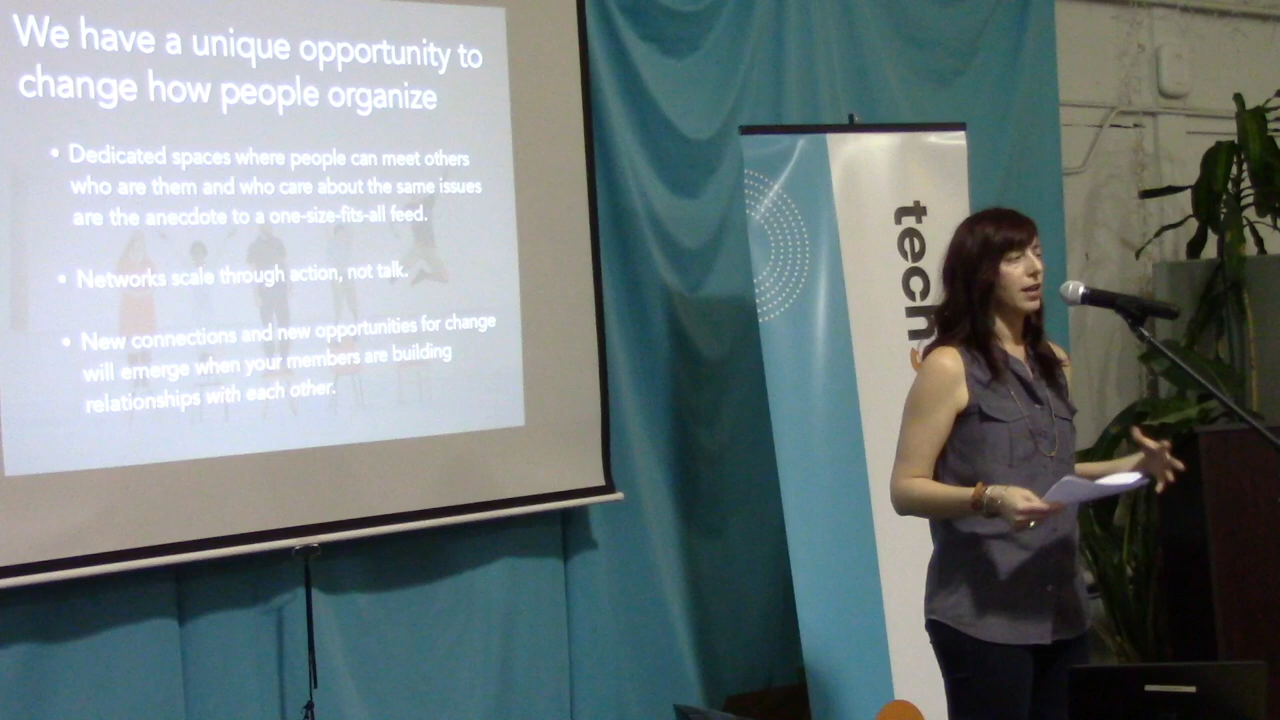 We have a unique opportunity to
change how people organize
• Dedicated spaces where people can meet others
who are them and who care about the same issues
are the anecdote to a one-size-fits-all feed.
• Networks scale through action, not talk.
• New connections and new opportunities for change
will emerge when your members are building
relationships with each other.
tech